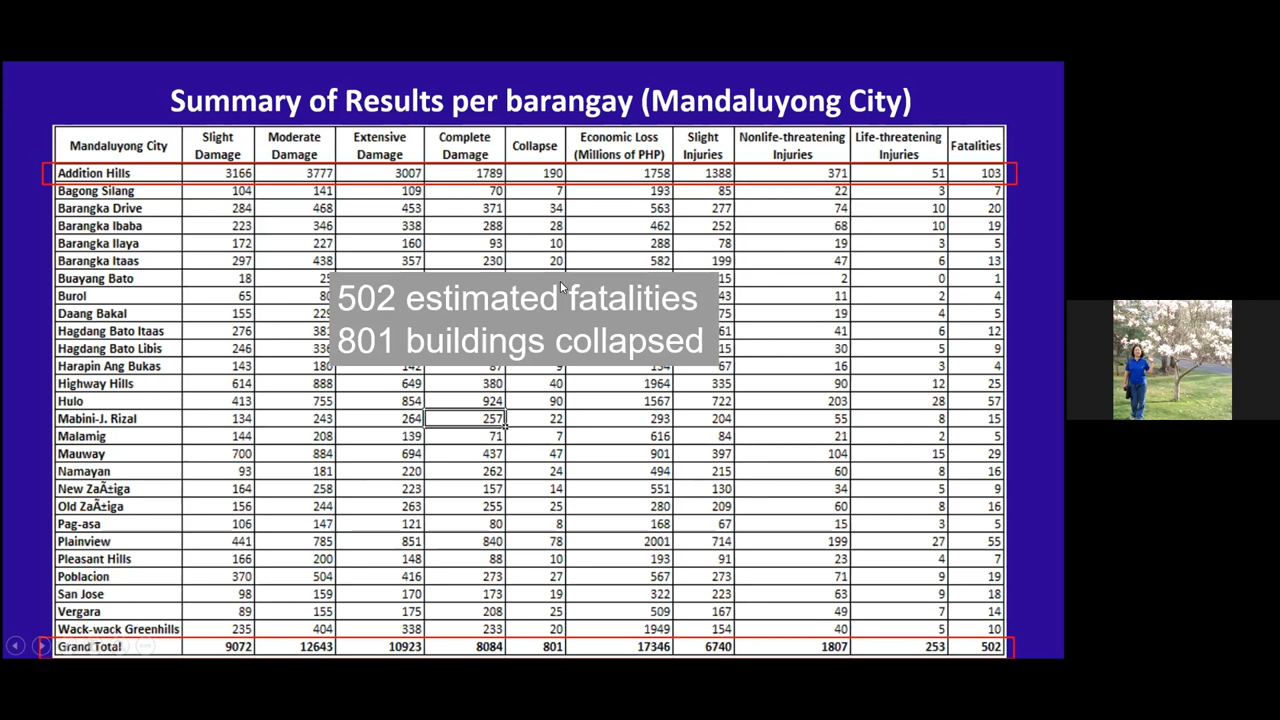 Summary of Results per barangay (Mandaluyong City)
Mandaluyong City Slight Damage Moderate Damage Extensive Damage Complete Damage Collapse Economic Loss (Millions of PHP) Slight Injuries Nonlife-threatening Injuries Life-threatening Injuries Fatalities
Addition Hills 3166 3777 3007 1789 190 1758 1388 371 51 103
Bagong Silang 104 141 109 70 7 193 85 22 3 7
Barangka Drive 284 468 453 371 34 563 277 74 10 20
Barangka Ibaba 223 346 338 288 28 462 252 68 10 19
Barangka Ilaya 172 227 160 93 10 288 78 19 3 5
Barangka Itaas 297 438 357 230 20 582 199 47 6 13
Buayang Bato 18 2 0 1
Burol 65 11 2 4
Daang Bakal 155 19 4 5
Hagdang Bato Itaas 276 41 6 12
Hagdang Bato Libis 246 30 5 9
502 estimated fatalities
801 buildings collapsed
Harapin Ang Bukas 143 180 67 16 3 4
Highway Hills 614 888 649 380 40 1964 335 90 12 25
Hulo 413 755 854 924 90 1567 722 203 28 57
Mabini-J. Rizal 134 243 264 257 22 293 204 55 8 15
Malamig 144 208 139 71 7 616 84 21 2 5
Mauway 700 884 694 437 47 901 397 104 15 29
Namayan 93 181 220 262 24 494 215 60 8 16
New ZaÃ±iga 164 258 223 157 14 551 130 34 5 9
Old ZaÃ±iga 156 244 263 255 25 280 209 60 8 16
Pag-asa 106 147 121 80 8 168 67 15 3 5
Plainview 441 785 851 840 78 2001 714 199 27 55
Pleasant Hills 166 200 148 88 10 193 91 23 4 7
Poblacion 370 504 416 273 27 567 273 71 9 19
San Jose 98 159 170 173 19 322 223 63 9 18
Vergara 89 155 175 208 25 509 167 49 7 14
Wack-wack Greenhills 235 404 338 233 20 1949 154 40 5 10
Grand Total 9072 12643 10923 8084 801 17346 6740 1807 253 502